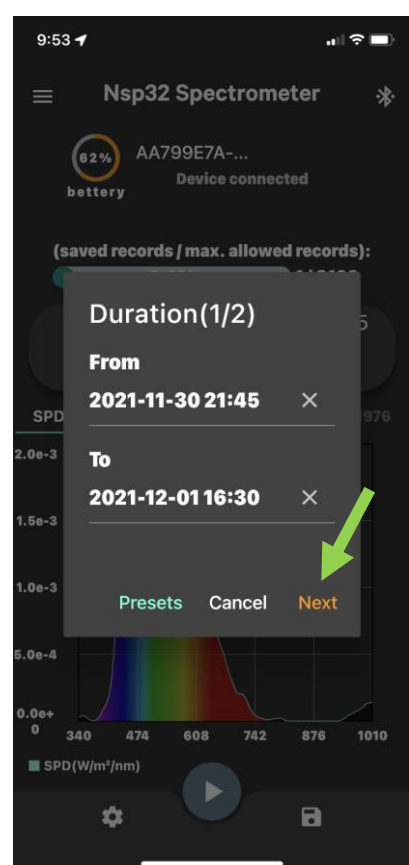 9:53
Nsp32 Spectrometer
62%
AA799E7A-...
bettery
Device connected
(saved records / max. allowed records):
Duration(1/2)
5
From
2021-11-30 21:45
SPD
1976
To
2.0e-3
2021-12-01 16:30
1.5e-3
1.0e-3
Presets Cancel Next
5.0e-4
0.0e+
0
340 474 608 742 876 1010
SPD(W/m²/nm)